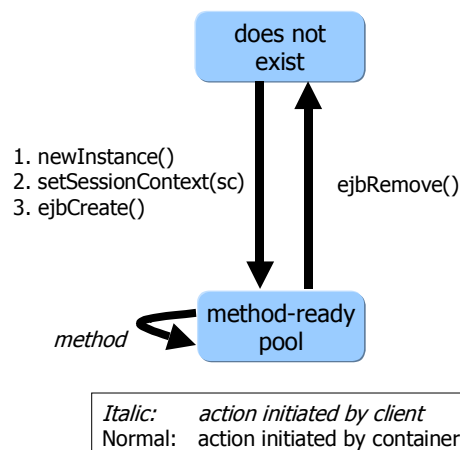 does not
exist
1. newInstance()
2. setSessionContext(sc)
3. ejbCreate()
ejbRemove()
method-ready
pool
method
Italic: action initiated by client
Normal: action initiated by container